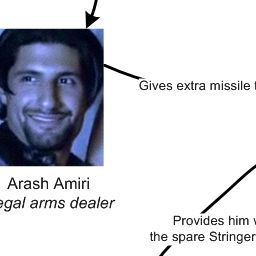 Gives extra missile
Arash Amiri
egal arms dealer
Provides him
the spare Stringer